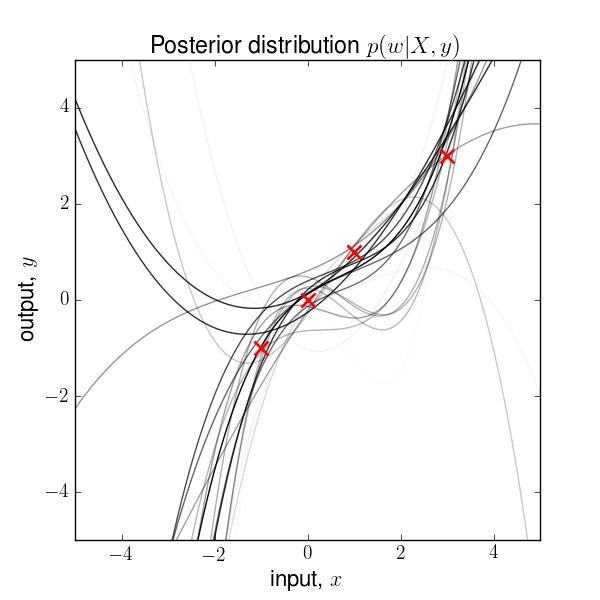 Posterior distribution p(w|X, y)
4
2
0
−2
−4
output, y
−4 −2 0 2 4
input, x